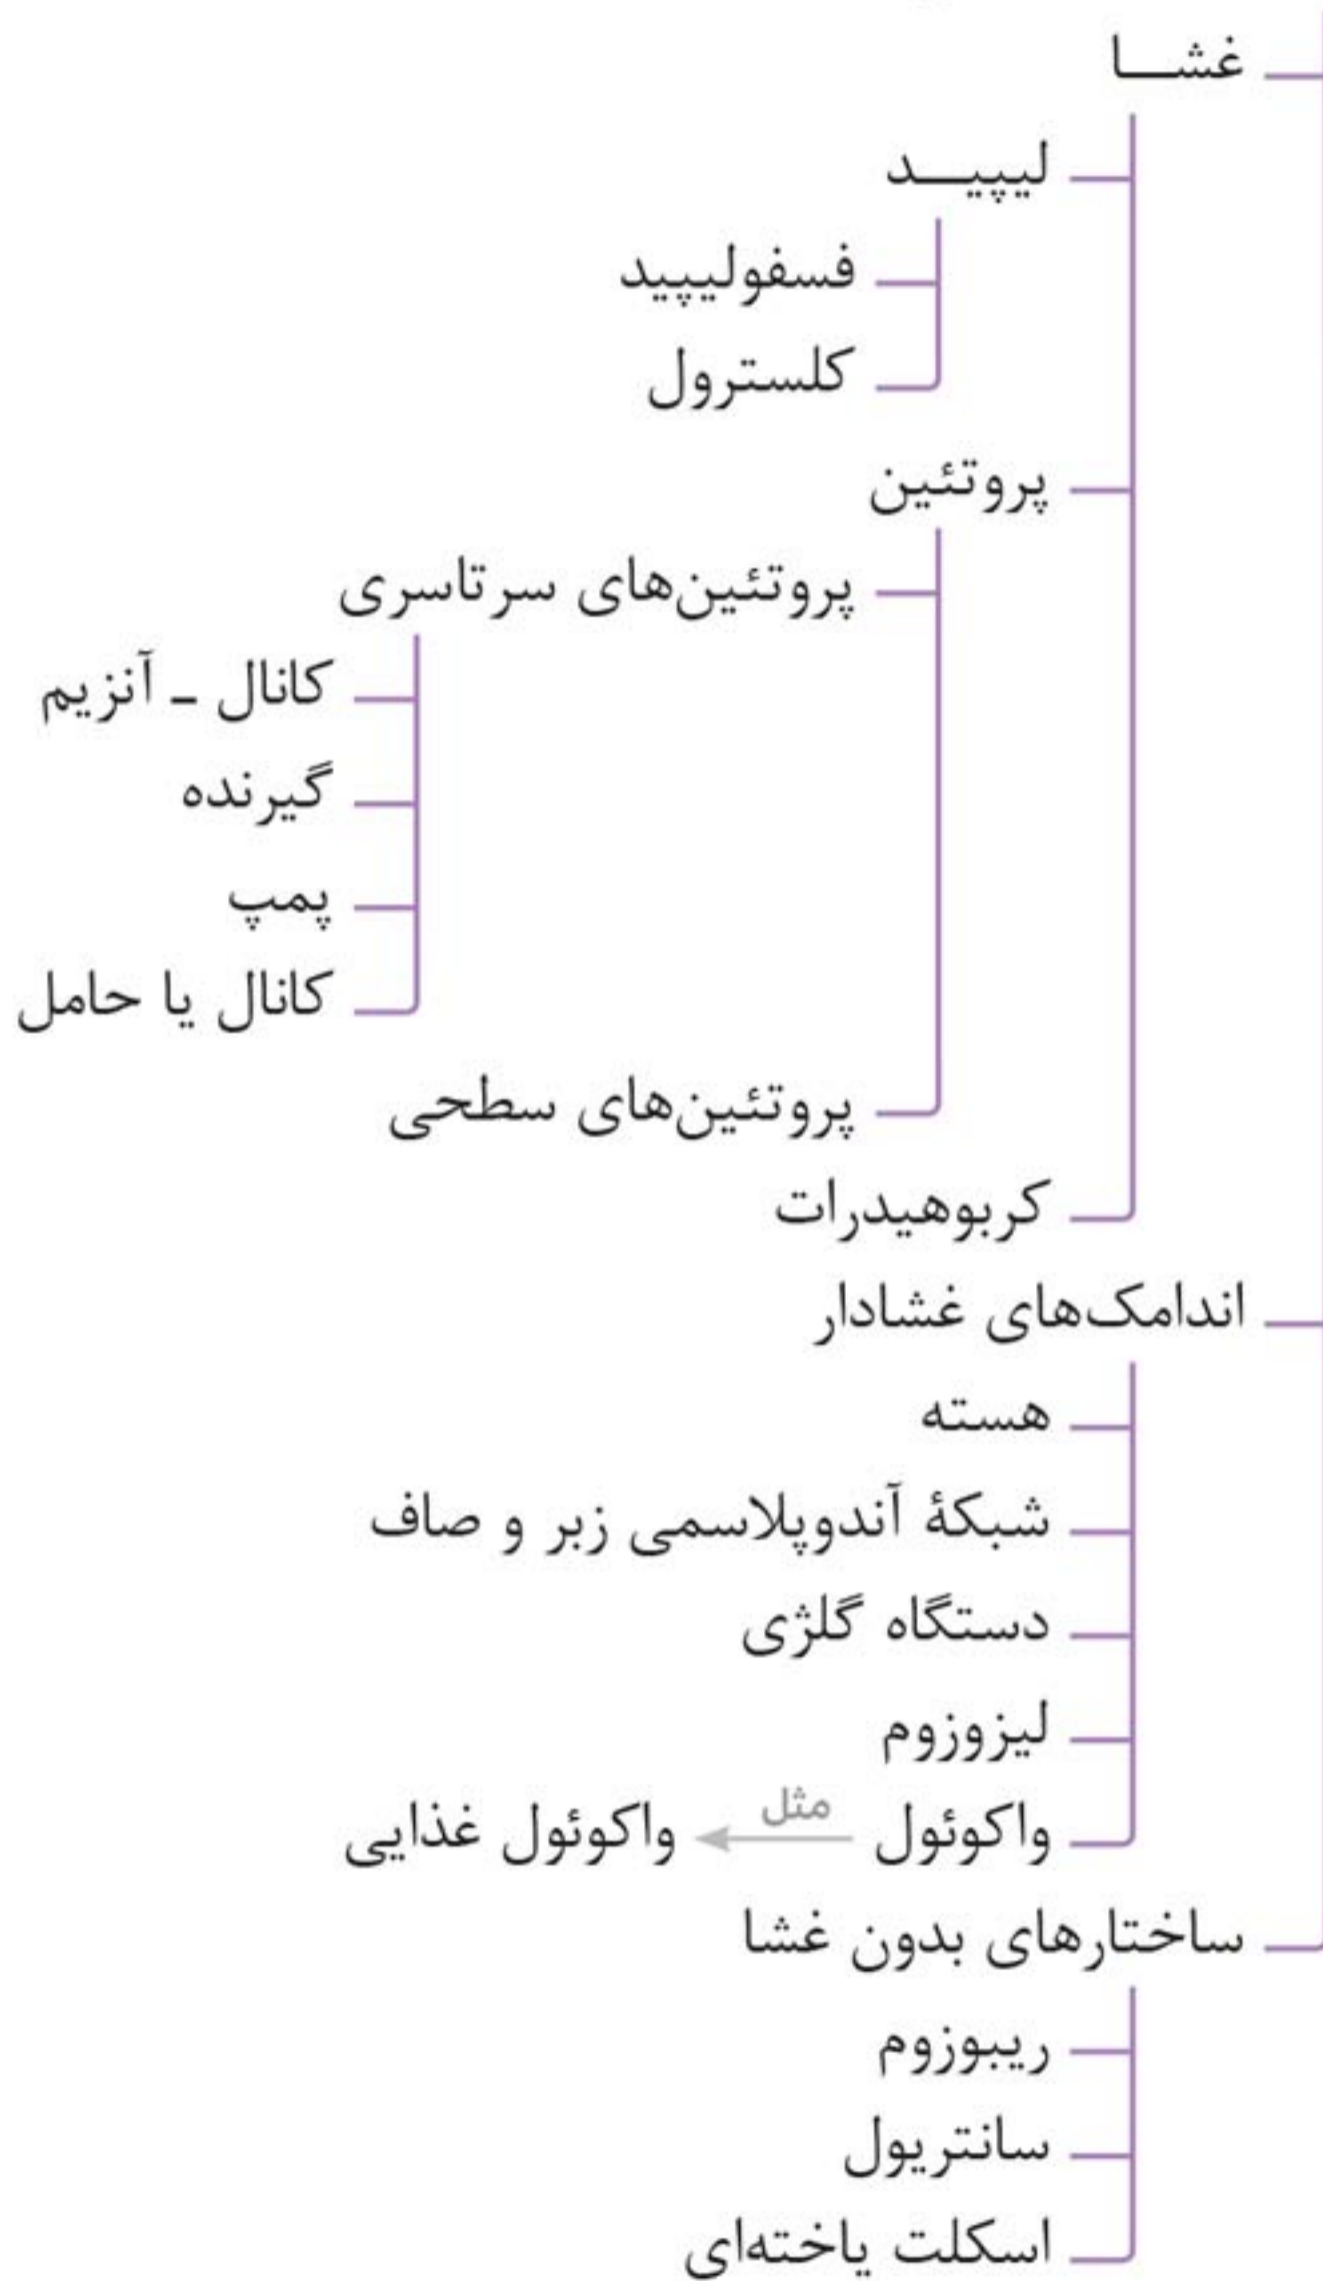 غشـــا
لیپیـــد
فسفولیپید
کلسترول
پروتئین
پروتئین‌های سرتاسری
کانال ـ آنزیم
گیرنده
پمپ
کانال یا حامل
پروتئین‌های سطحی
کربوهیدرات
اندامک‌های غشادار
هسته
شبکهٔ آندوپلاسمی زبر و صاف
دستگاه گلژی
لیزوزوم
واکوئول مثل واکوئول غذایی
ساختارهای بدون غشا
ریبوزوم
سانتریول
اسکلت یاخته‌ای